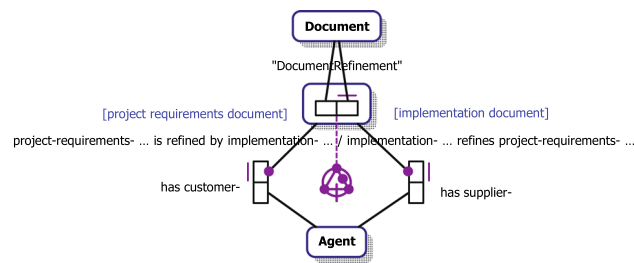 Document
"DocumentRefinement"
[project requirements document]
[implementation document]
project-requirements- … is refined by implementation- … / implementation- … refines project-requirements- …
has customer-
has supplier-
Agent